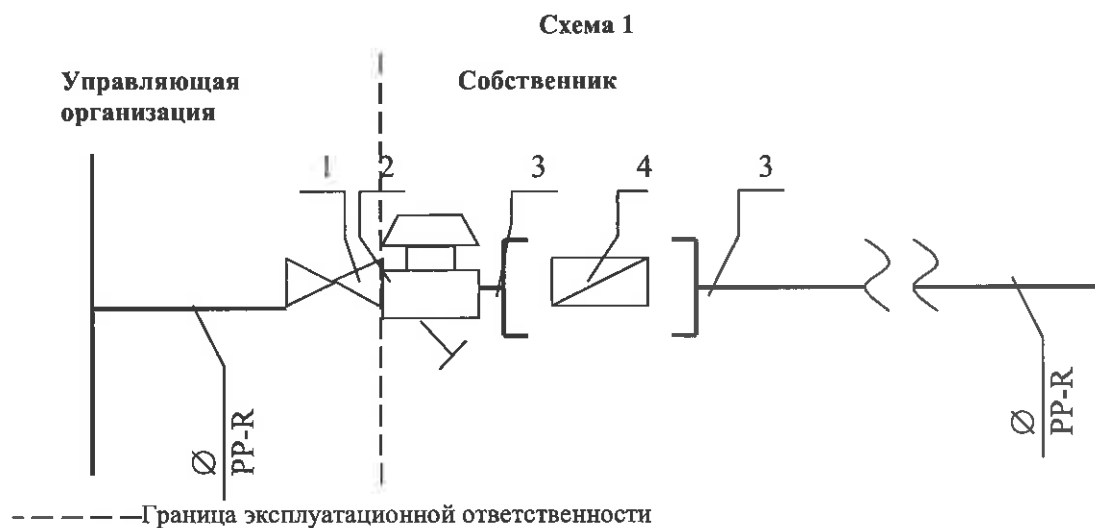 Схема 1
Управляющая
организация
Собственник
1
2
3
4
3
Ø
PP-R
Ø
PP-R
Граница эксплуатационной ответственности